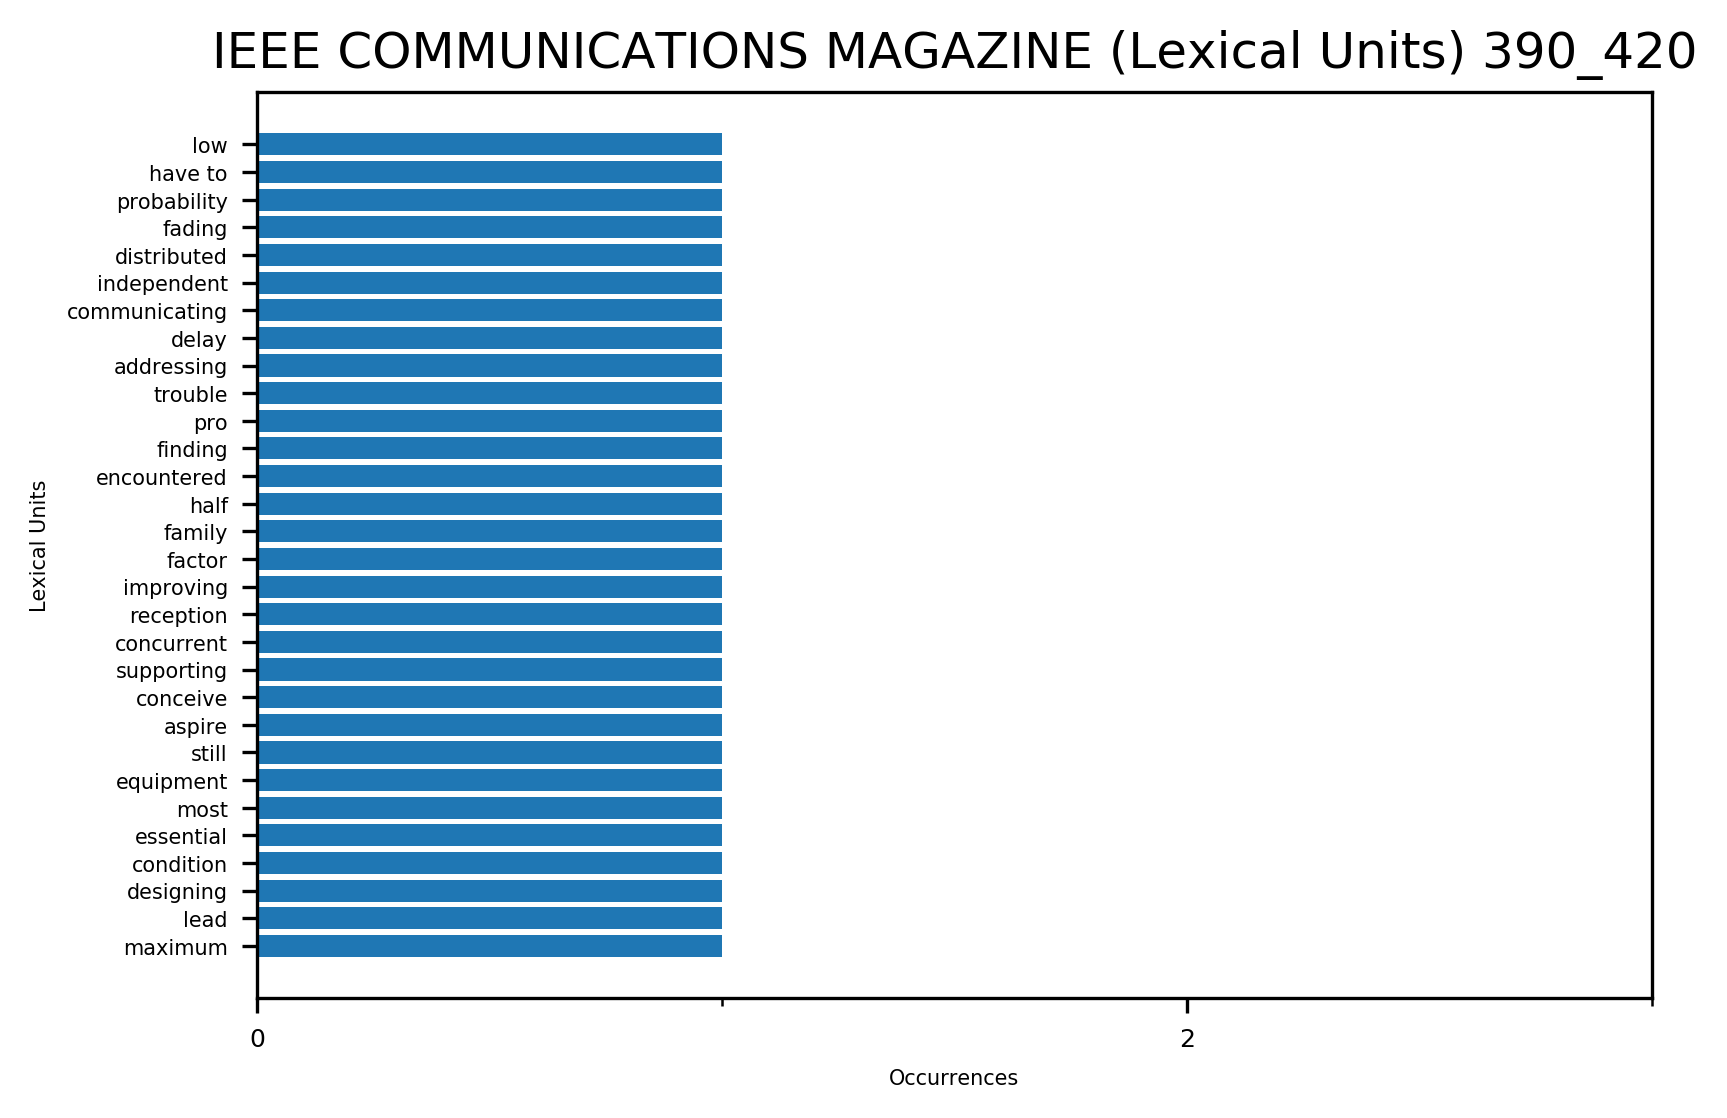 IEEE COMMUNICATIONS MAGAZINE (Lexical Units) 390_420
low
have to
probability
fading
distributed
independent
communicating
delay
addressing
trouble
pro
finding
encountered
half
family
factor
improving
reception
concurrent
supporting
conceive
aspire
still
equipment
most
essential
condition
designing
lead
maximum
Lexical Units
0 2
Occurrences